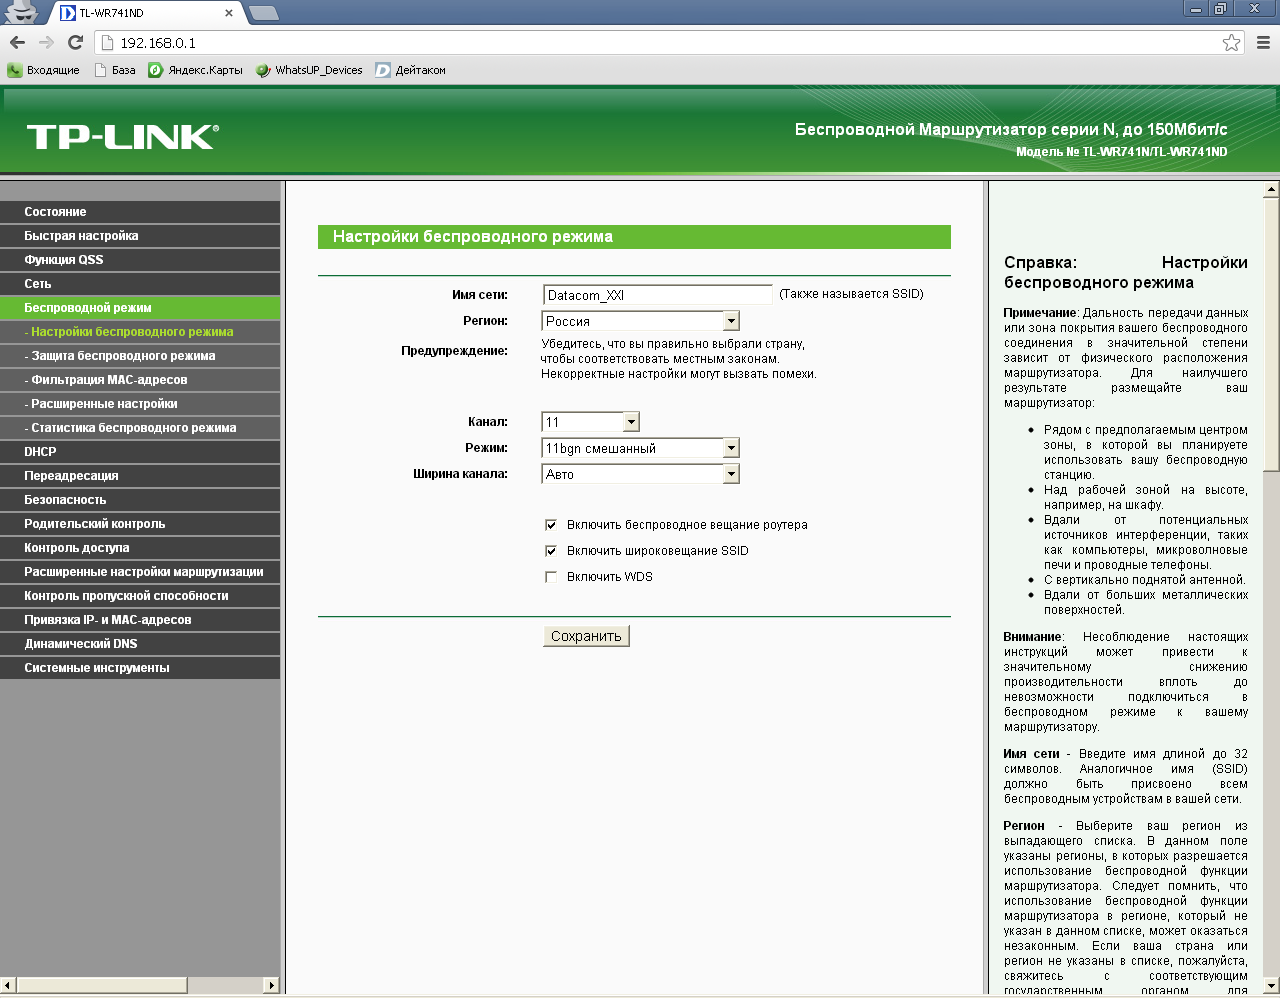 TL-WR741ND
192.168.0.1
Входящие
База
Яндекс.Карты
WhatsUP_Devices
Дейтаком
TP-LINK®
Беспроводной Маршрутизатор серии N, до 150Мбит/с
Модель № TL-WR741N/TL-WR741ND
Состояние
Быстрая настройка
Функция QSS
Сеть
Беспроводной режим
- Настройки беспроводного режима
- Защита беспроводного режима
- Фильтрация MAC-адресов
- Расширенные настройки
- Статистика беспроводного режима
DHCP
Переадресация
Безопасность
Родительский контроль
Контроль доступа
Расширенные настройки маршрутизации
Контроль пропускной способности
Привязка IP- и MAC-адресов
Динамический DNS
Системные инструменты
Настройки беспроводного режима
Имя сети: Datacom_XXI (Также называется SSID)
Регион: Россия
Предупреждение: Убедитесь, что вы правильно выбрали страну,
чтобы соответствовать местным законам.
Некорректные настройки могут вызвать помехи.
Канал: 11
Режим: 11bgn смешанный
Ширина канала: Авто
Включить беспроводное вещание роутера
Включить широковещание SSID
Включить WDS
Сохранить
Справка: Настройки
беспроводного режима
Примечание: Дальность передачи данных
или зона покрытия вашего беспроводного
соединения в значительной степени
зависит от физического расположения
маршрутизатора. Для наилучшего
результате размещайте ваш
маршрутизатор:
• Рядом с предполагаемым центром
зоны, в которой вы планируете
использовать вашу беспроводную
станцию.
• Над рабочей зоной на высоте,
например, на шкафу.
• Вдали от потенциальных
источников интерференции, таких
как компьютеры, микроволновые
печи и проводные телефоны.
• С вертикально поднятой антенной.
• Вдали от больших металлических
поверхностей.
Внимание: Несоблюдение настоящих
инструкций может привести к
значительному снижению
производительности вплоть до
невозможности подключиться в
беспроводном режиме к вашему
маршрутизатору.
Имя сети - Введите имя длиной до 32
символов. Аналогичное имя (SSID)
должно быть присвоено всем
беспроводным устройствам в вашей сети.
Регион - Выберите ваш регион из
выпадающего списка. В данном поле
указаны регионы, в которых разрешается
использование беспроводной функции
маршрутизатора. Следует помнить, что
использование беспроводной функции
маршрутизатора в регионе, который не
указан в данном списке, может оказаться
незаконным. Если ваша страна или
регион не указаны в списке, пожалуйста,
свяжитесь с соответствующим
государственным органом для